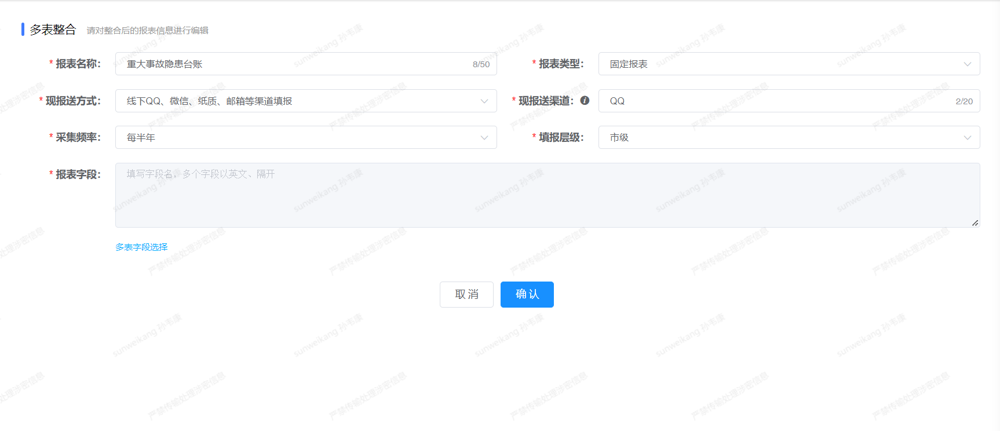 多表整合 请对整合后的报表信息进行编辑
* 报表名称： 重大事故隐患台账 8/50 * 报表类型： 固定报表
* 现报送方式： 线下QQ、微信、纸质、邮箱等渠道填报 * 现报送渠道： QQ 2/20
* 采集频率： 每半年 * 填报层级： 市级
* 报表字段： 填写字段名，多个字段以英文、隔开
多表字段选择
取消 确认
sunweikang 孙韦康
严禁传输处理涉密信息